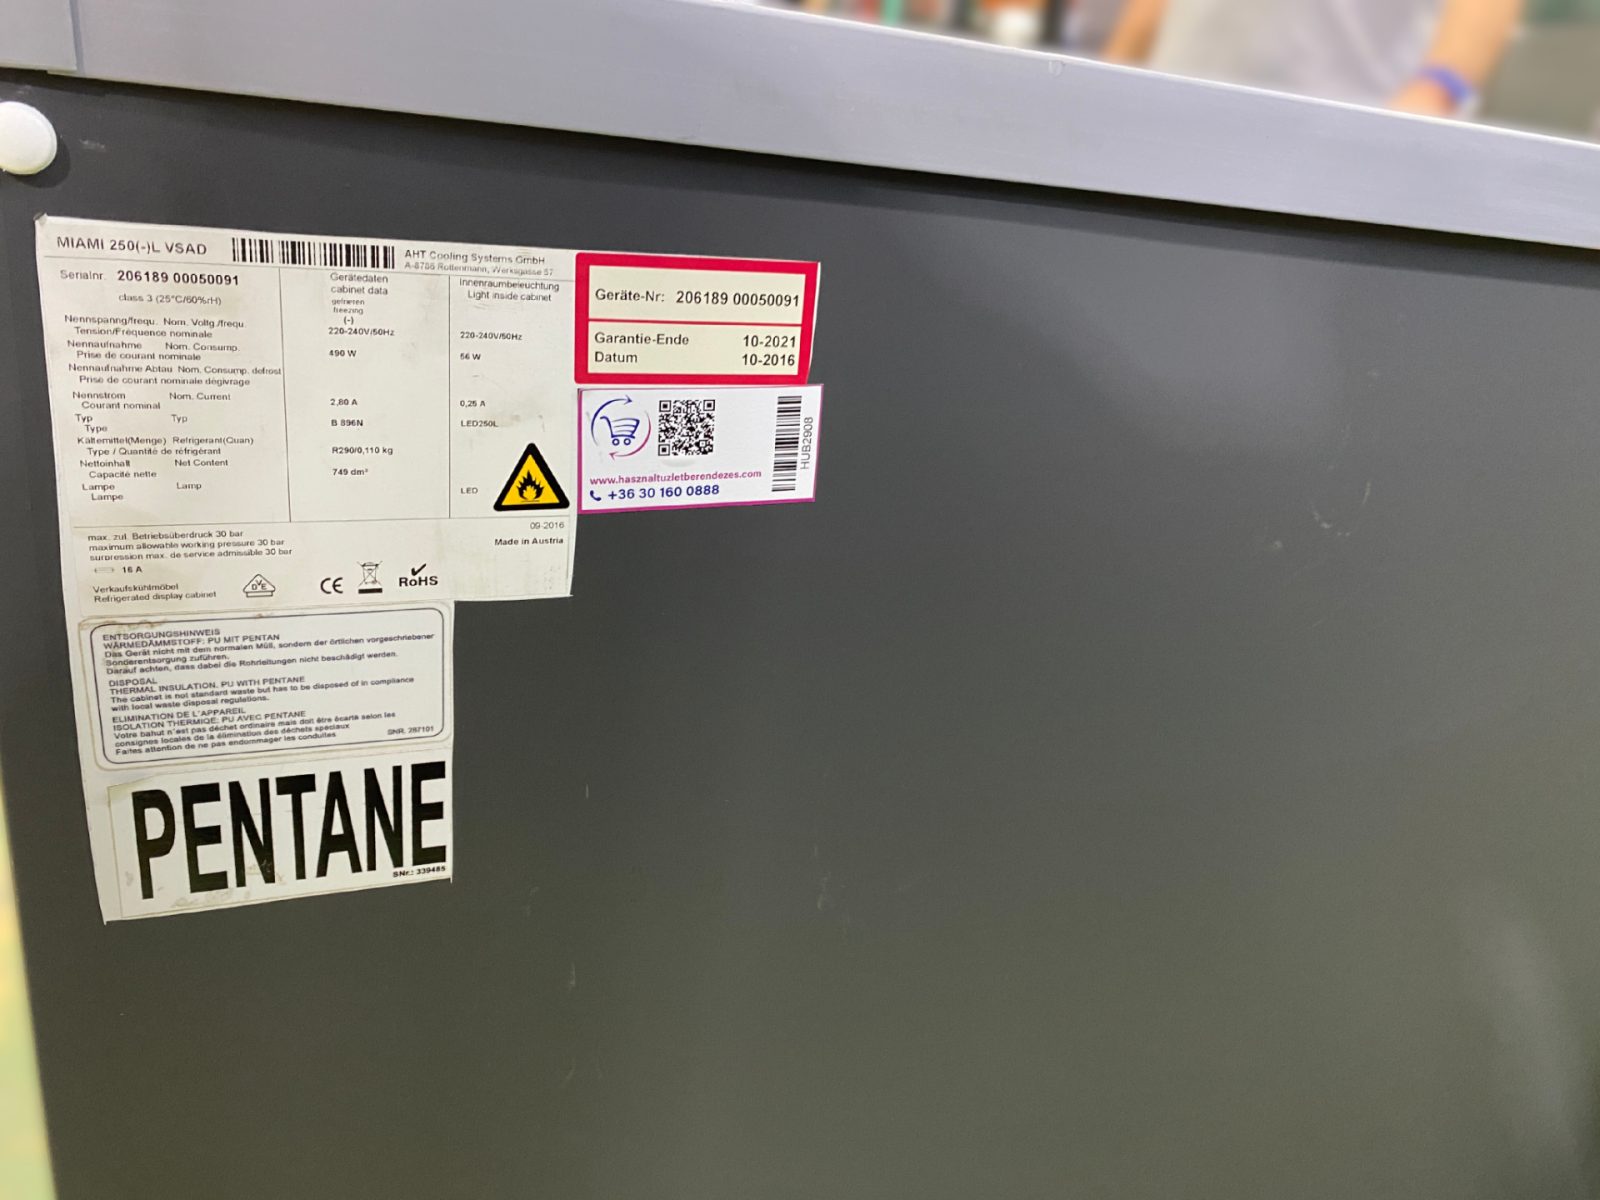 MIAMI 250(-)L VSAD
AHT Cooling Systems GmbH
A-8786 Rottenmann, Werksgasse 57
Serialnr. 206189 00050091
class 3 (25°C/60%rH)
Gerätedaten
cabinet data
gefrieren
freezing
(-)
Innenraumbeleuchtung
Light inside cabinet
Nennspanng/frequ. Nom. Voltg./frequ.
Tension/Fréquence nominale
220-240V/50Hz
220-240V/50Hz
Nennaufnahme Nom. Consump.
Prise de courant nominale
490 W
56 W
Nennaufnahme Abtau Nom. Consump. defrost
Prise de courant nominale dégivrage
Nennstrom Nom. Current
Courant nominal
2,80 A
0,25 A
Typ Typ
Type
B 896N
LED250L
Kältemittel(Menge) Refrigerant(Quan)
Type / Quantité de réfrigérant
R290/0,110 kg
Nettoinhalt Net Content
Capacité nette
749 dm³
Lampe Lamp
Lampe
LED
09-2016
Made in Austria
max. zul. Betriebsüberdruck 30 bar
maximum allowable working pressure 30 bar
surpression max. de service admissible 30 bar
16 A
Verkaufskühlmöbel
Refrigerated display cabinet
DVE
CE
RoHS
Geräte-Nr: 206189 00050091
Garantie-Ende 10-2021
Datum 10-2016
www.hasznaltuzletberendezes.com
+36 30 160 0888
HUB2908
ENTSORGUNGSHINWEIS
WÄRMEDÄMMSTOFF: PU MIT PENTAN
Das Gerät nicht mit dem normalen Müll, sondern der örtlichen vorgeschriebener
Sonderentsorgung zuführen.
Darauf achten, dass dabei die Rohrleitungen nicht beschädigt werden.
DISPOSAL
THERMAL INSULATION. PU WITH PENTANE
The cabinet is not standard waste but has to be disposed of in compliance
with local waste disposal regulations.
ELIMINATION DE L'APPAREIL
ISOLATION THERMIQE: PU AVEC PENTANE
Votre bahut n'est pas déchet ordinaire mais doit être écarté selon les
consignes locales de la élimination des déchets spéciaux
Faites attention de ne pas endommager les conduites
SNR. 287101
PENTANE
SNr.: 339485